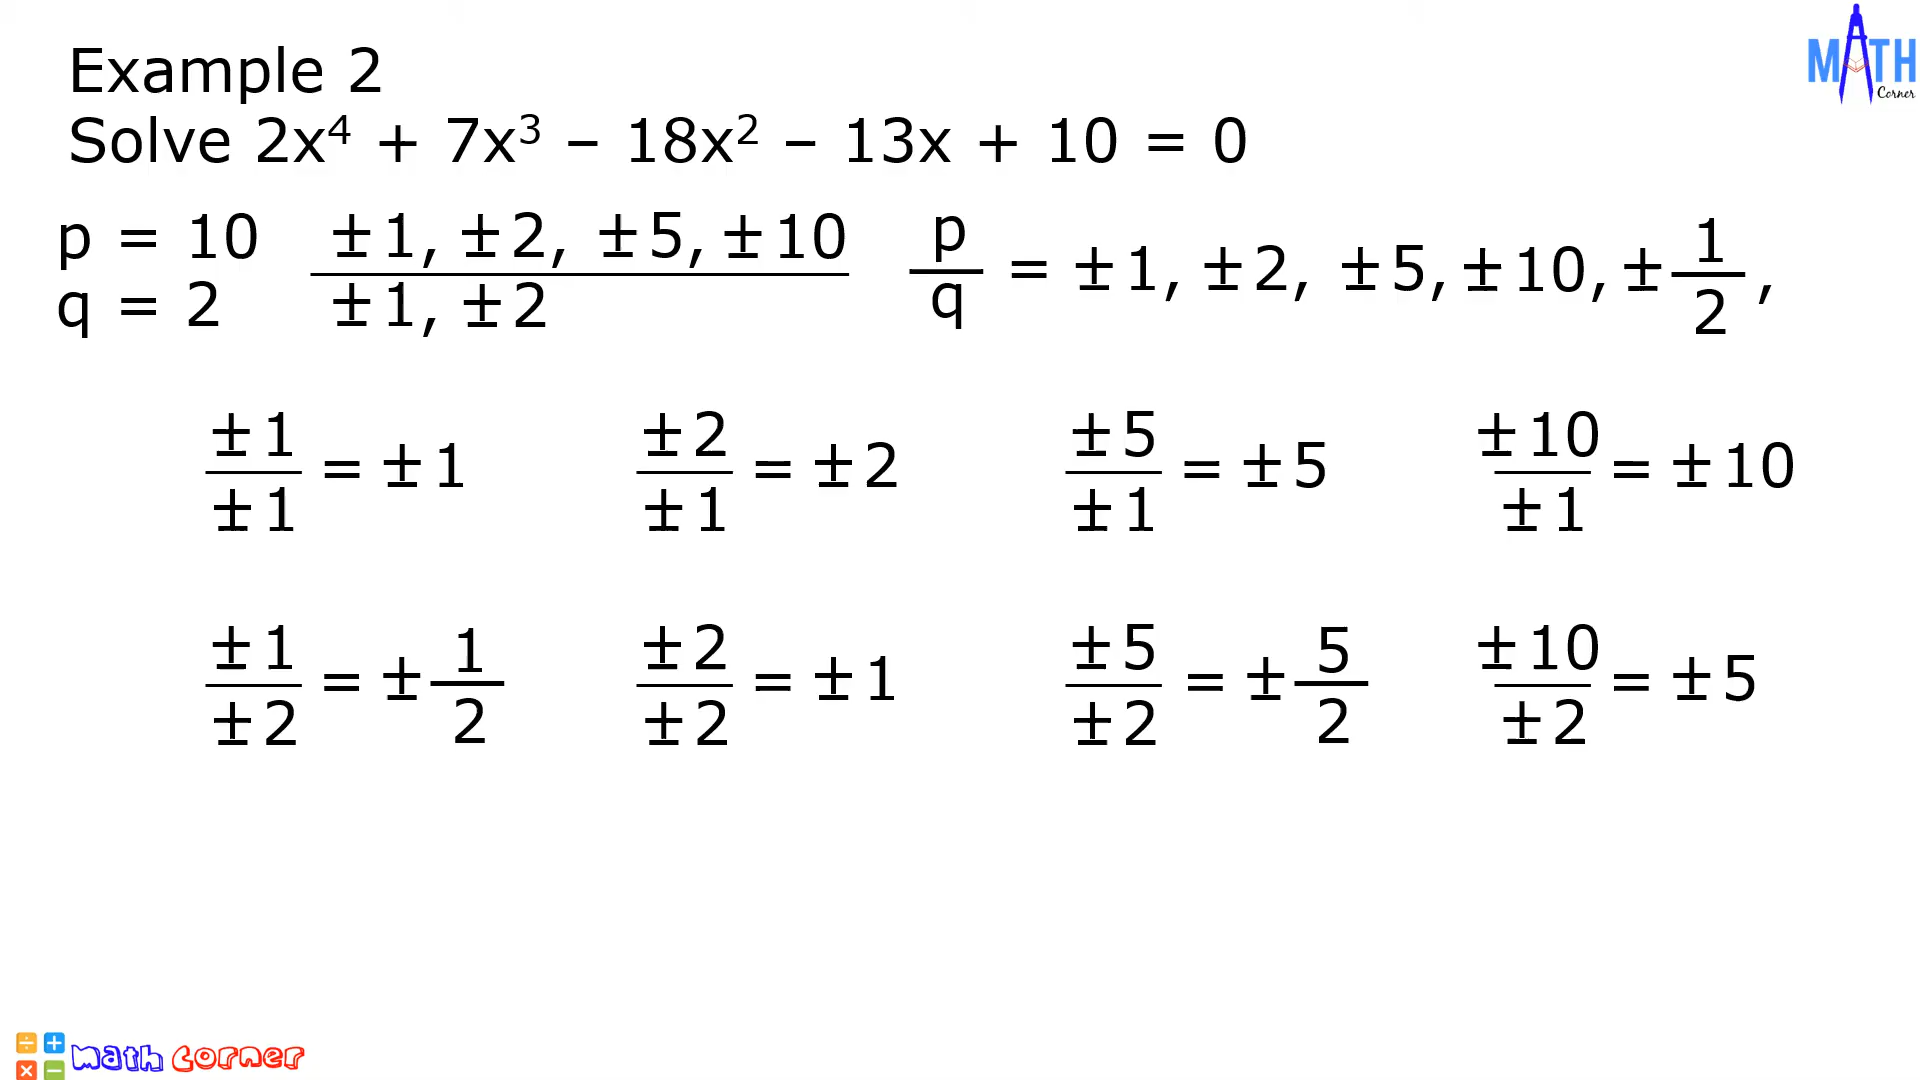 MATH
Corner
Example 2
Solve 2x⁴ + 7x³ – 18x² – 13x + 10 = 0
p = 10
q = 2
±1, ±2, ±5, ±10
±1, ±2
p/q = ±1, ±2, ±5, ±10, ±1/2,
±1/±1 = ±1 ±2/±1 = ±2 ±5/±1 = ±5 ±10/±1 = ±10
±1/±2 = ±1/2 ±2/±2 = ±1 ±5/±2 = ±5/2 ±10/±2 = ±5
math corner